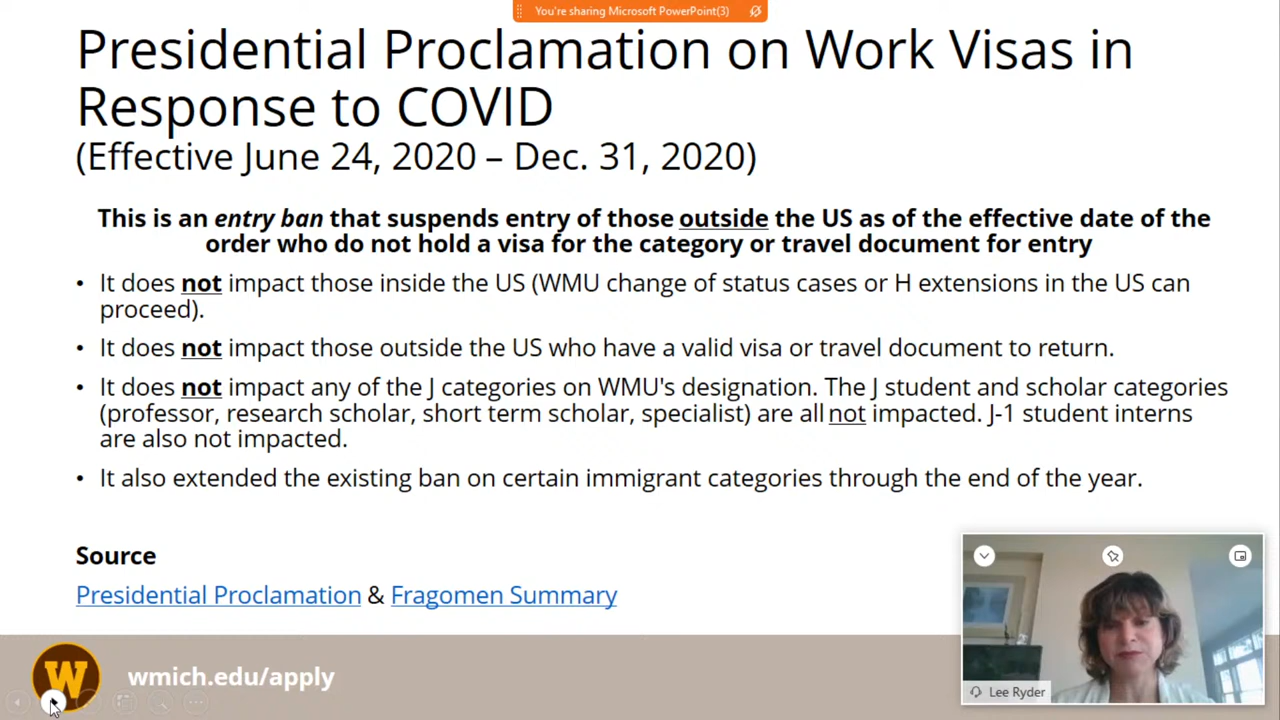 You're sharing Microsoft PowerPoint(3)
Presidential Proclamation on Work Visas in
Response to COVID
(Effective June 24, 2020 – Dec. 31, 2020)
This is an entry ban that suspends entry of those outside the US as of the effective date of the
order who do not hold a visa for the category or travel document for entry
• It does not impact those inside the US (WMU change of status cases or H extensions in the US can
proceed).
• It does not impact those outside the US who have a valid visa or travel document to return.
• It does not impact any of the J categories on WMU's designation. The J student and scholar categories
(professor, research scholar, short term scholar, specialist) are all not impacted. J-1 student interns
are also not impacted.
• It also extended the existing ban on certain immigrant categories through the end of the year.
Source
Presidential Proclamation & Fragomen Summary
W
wmich.edu/apply
Lee Ryder